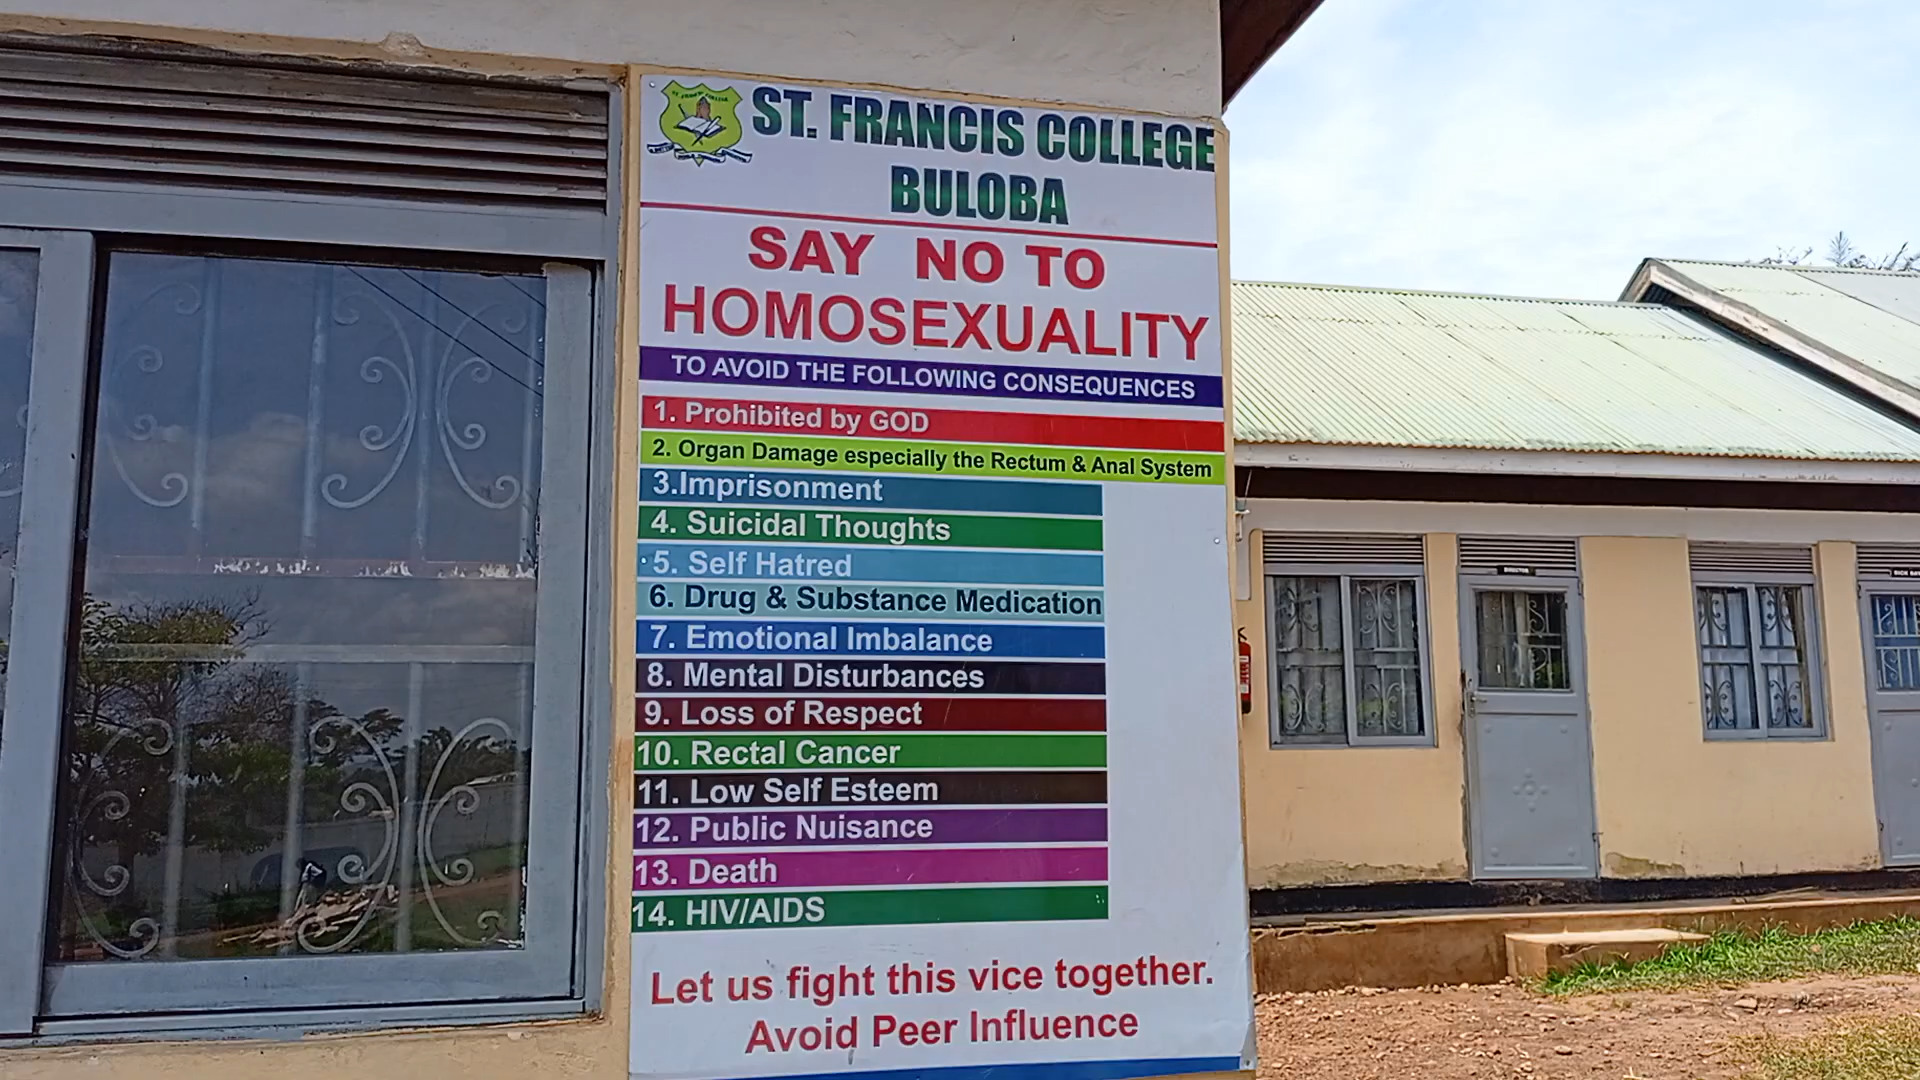 ST. FRANCIS COLLEGE
BULOBA
SAY NO TO
HOMOSEXUALITY
TO AVOID THE FOLLOWING CONSEQUENCES
1. Prohibited by GOD
2. Organ Damage especially the Rectum & Anal System
3.Imprisonment
4. Suicidal Thoughts
5. Self Hatred
6. Drug & Substance Medication
7. Emotional Imbalance
8. Mental Disturbances
9. Loss of Respect
10. Rectal Cancer
11. Low Self Esteem
12. Public Nuisance
13. Death
14. HIV/AIDS
Let us fight this vice together.
Avoid Peer Influence
DIRECTOR